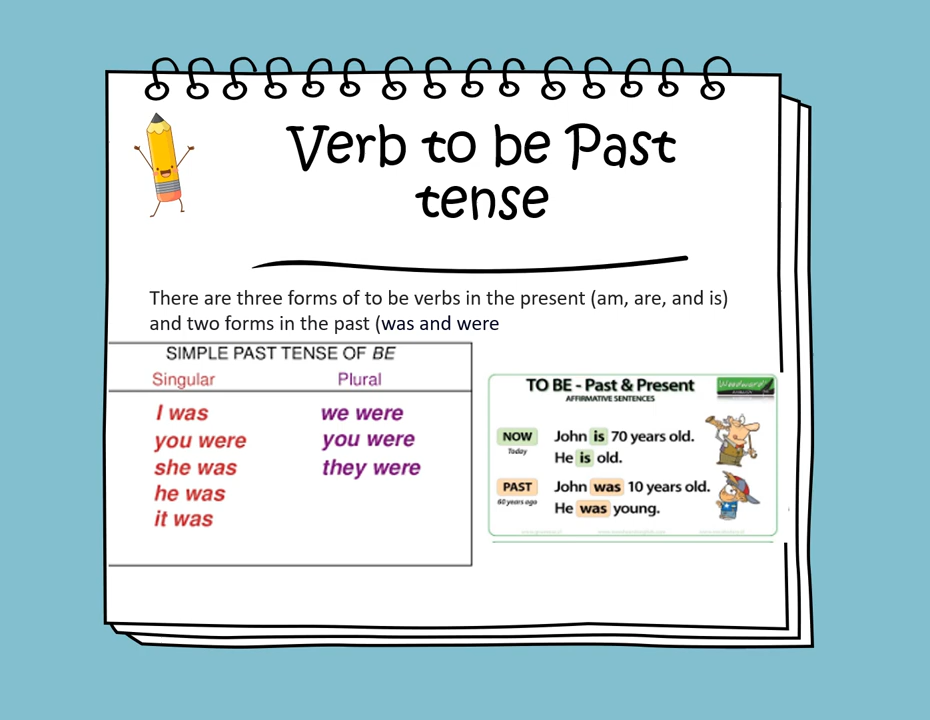 Verb to be Past
tense
There are three forms of to be verbs in the present (am, are, and is)
and two forms in the past (was and were
SIMPLE PAST TENSE OF BE
Singular
Plural
I was
we were
you were
you were
she was
they were
he was
it was
TO BE - Past & Present
Woodward
AFFIRMATIVE SENTENCES
NOW
John is 70 years old.
Today
He is old.
PAST
John was 10 years old.
60 years ago
He was young.